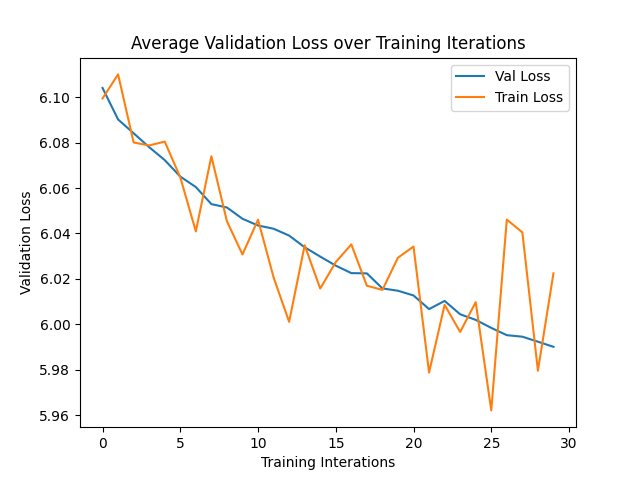 Average Validation Loss over Training Iterations
Val Loss
Train Loss
6.10
6.08
6.06
6.04
6.02
6.00
5.98
5.96
Validation Loss
0 5 10 15 20 25 30
Training Interations